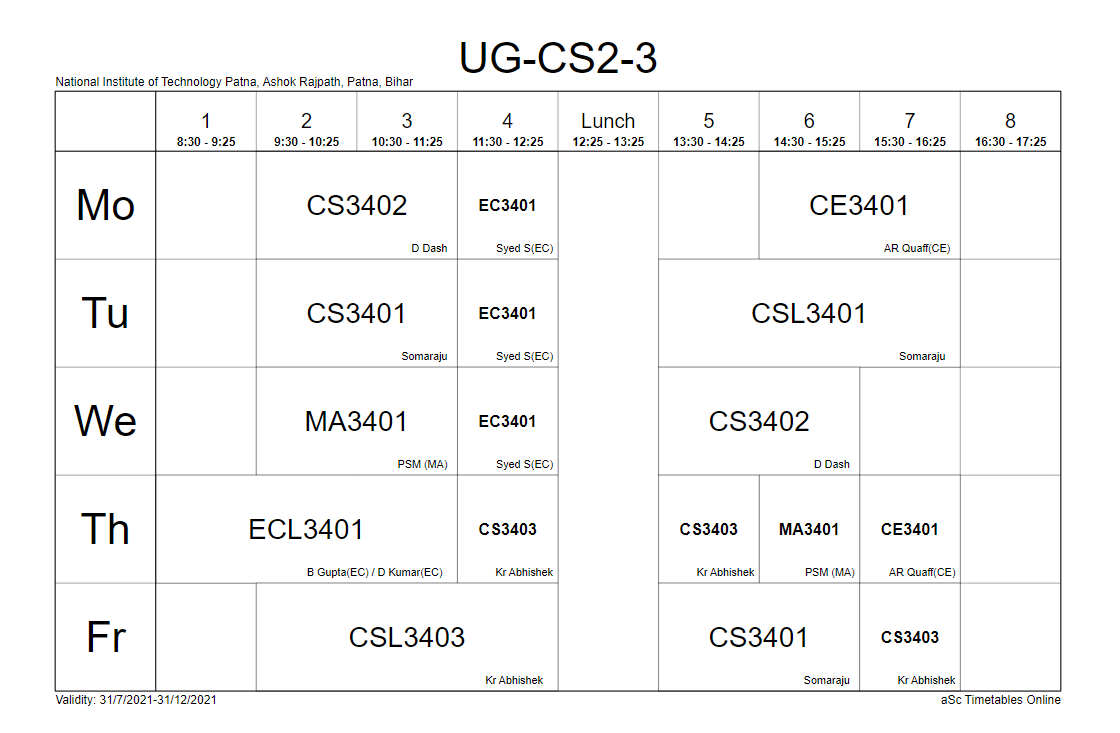 UG-CS2-3
National Institute of Technology Patna, Ashok Rajpath, Patna, Bihar
1 2 3 4 Lunch 5 6 7 8
8:30 - 9:25 9:30 - 10:25 10:30 - 11:25 11:30 - 12:25 12:25 - 13:25 13:30 - 14:25 14:30 - 15:25 15:30 - 16:25 16:30 - 17:25
Mo CS3402 EC3401 CE3401
D Dash Syed S(EC) AR Quaff(CE)
Tu CS3401 EC3401 CSL3401
Somaraju Syed S(EC) Somaraju
We MA3401 EC3401 CS3402
PSM (MA) Syed S(EC) D Dash
Th ECL3401 CS3403 CS3403 MA3401 CE3401
B Gupta(EC) / D Kumar(EC) Kr Abhishek Kr Abhishek PSM (MA) AR Quaff(CE)
Fr CSL3403 CS3401 CS3403
Kr Abhishek Somaraju Kr Abhishek
Validity: 31/7/2021-31/12/2021 aSc Timetables Online